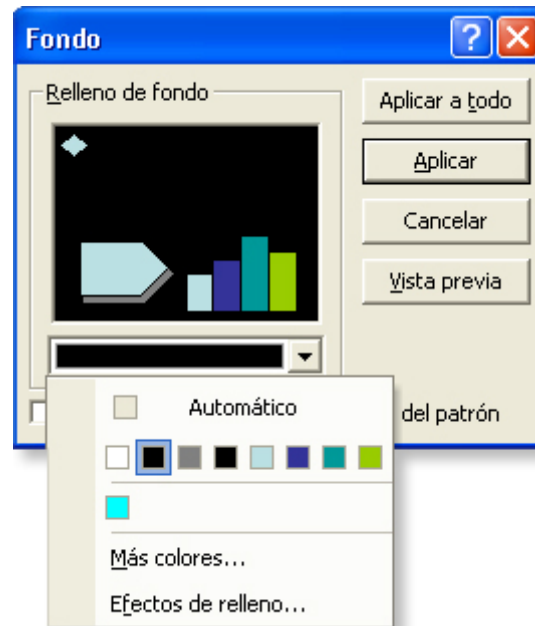 Fondo
Relleno de fondo
Aplicar a todo
Aplicar
Cancelar
Vista previa
Automático
del patrón
Más colores...
Efectos de relleno...